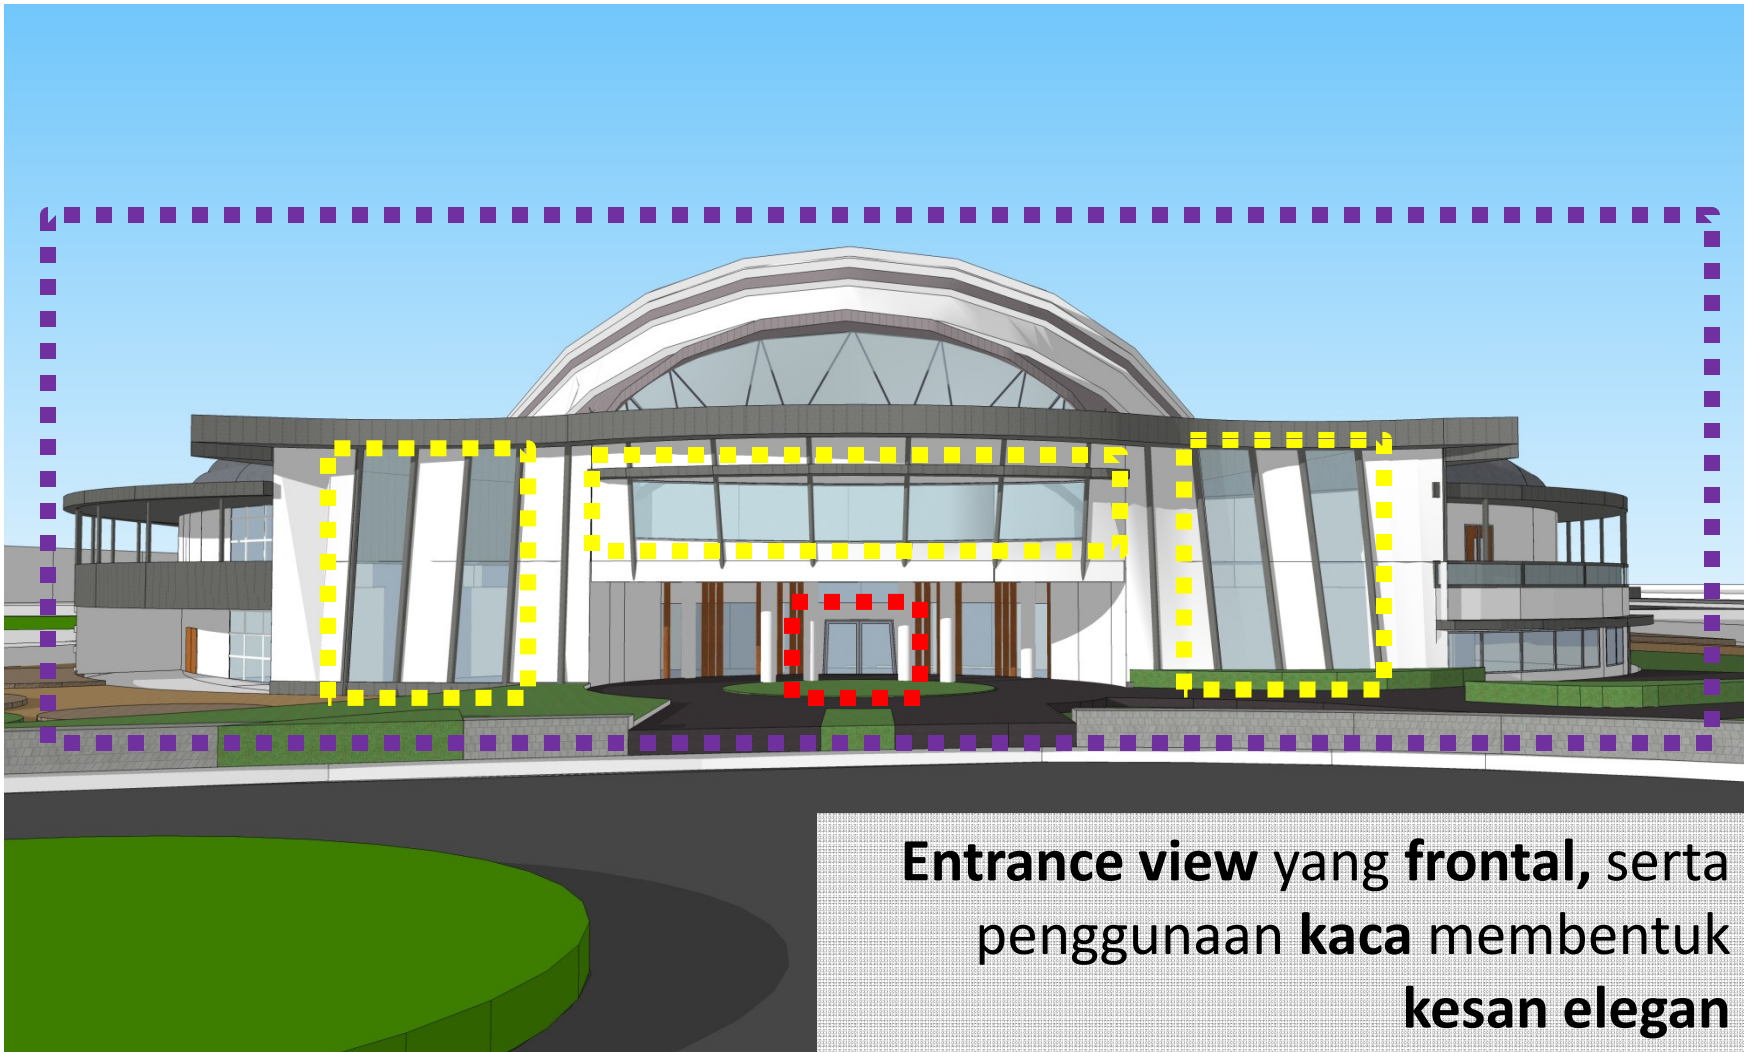 Entrance view yang frontal, serta
penggunaan kaca membentuk
kesan elegan